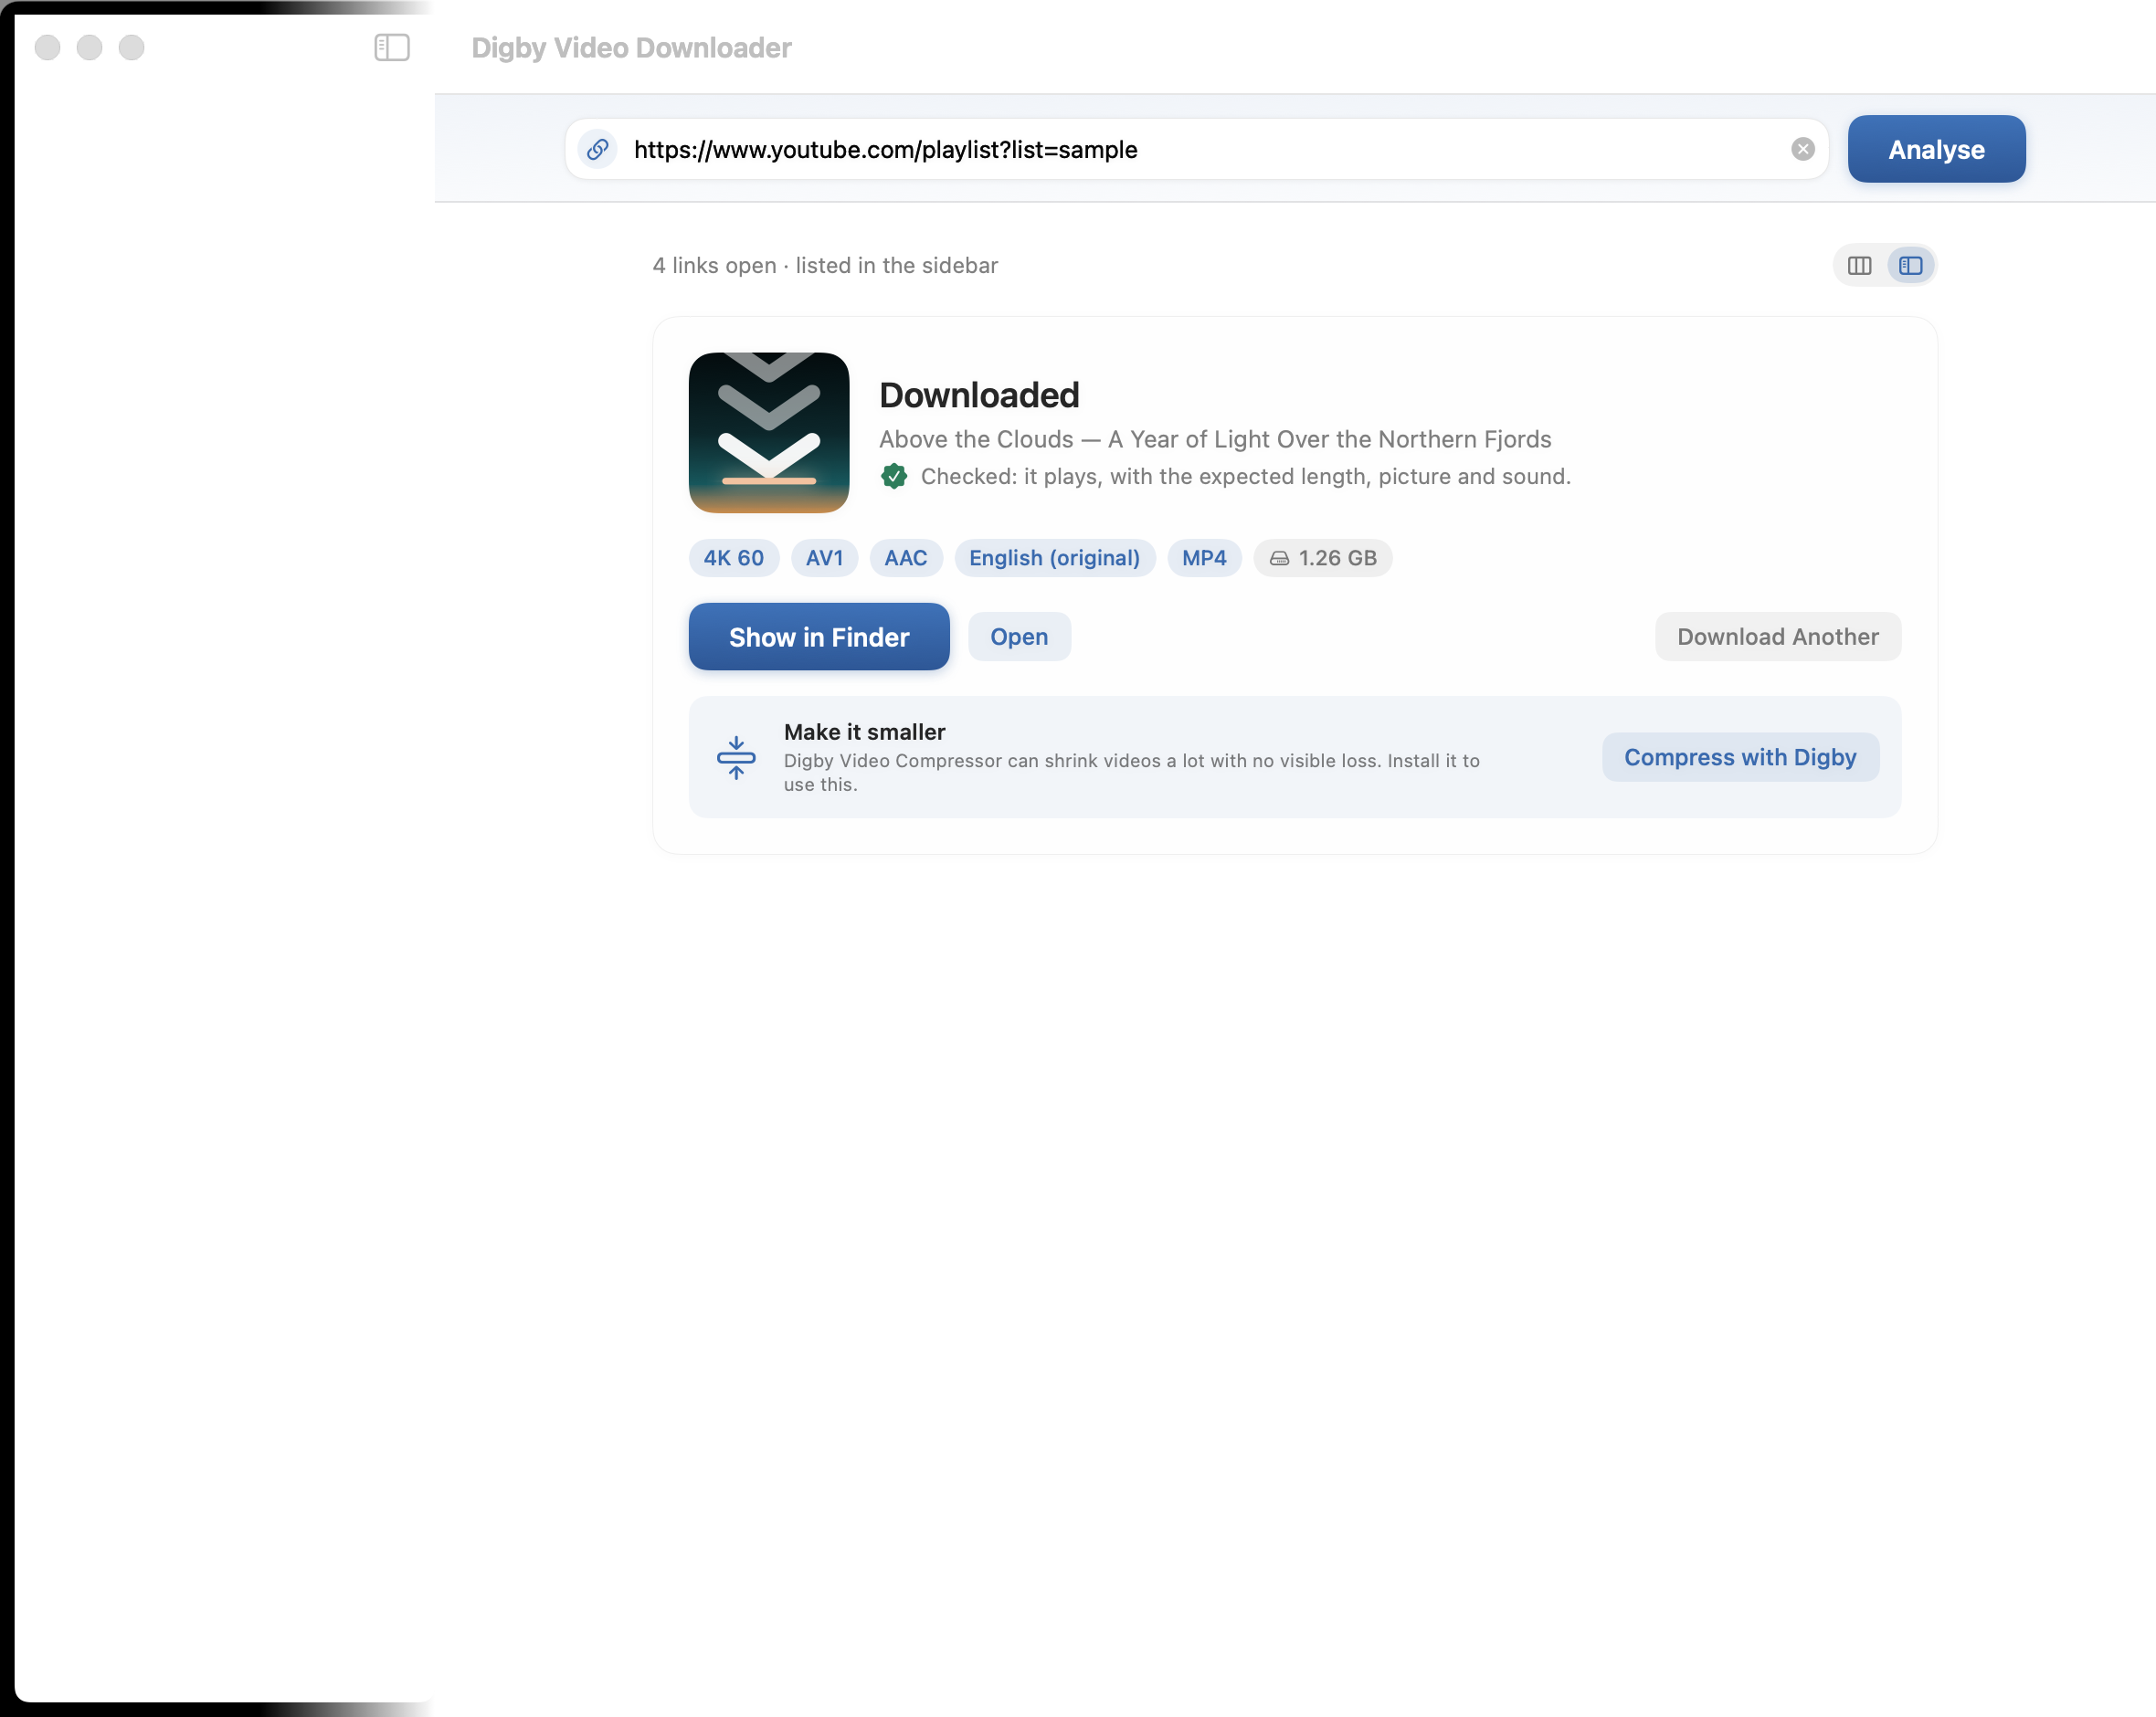 Digby Video Downloader
https://www.youtube.com/playlist?list=sample
Analyse
4 links open · listed in the sidebar
Downloaded
Above the Clouds — A Year of Light Over the Northern Fjords
Checked: it plays, with the expected length, picture and sound.
4K 60 AV1 AAC English (original) MP4 1.26 GB
Show in Finder Open Download Another
Make it smaller
Digby Video Compressor can shrink videos a lot with no visible loss. Install it to
use this.
Compress with Digby